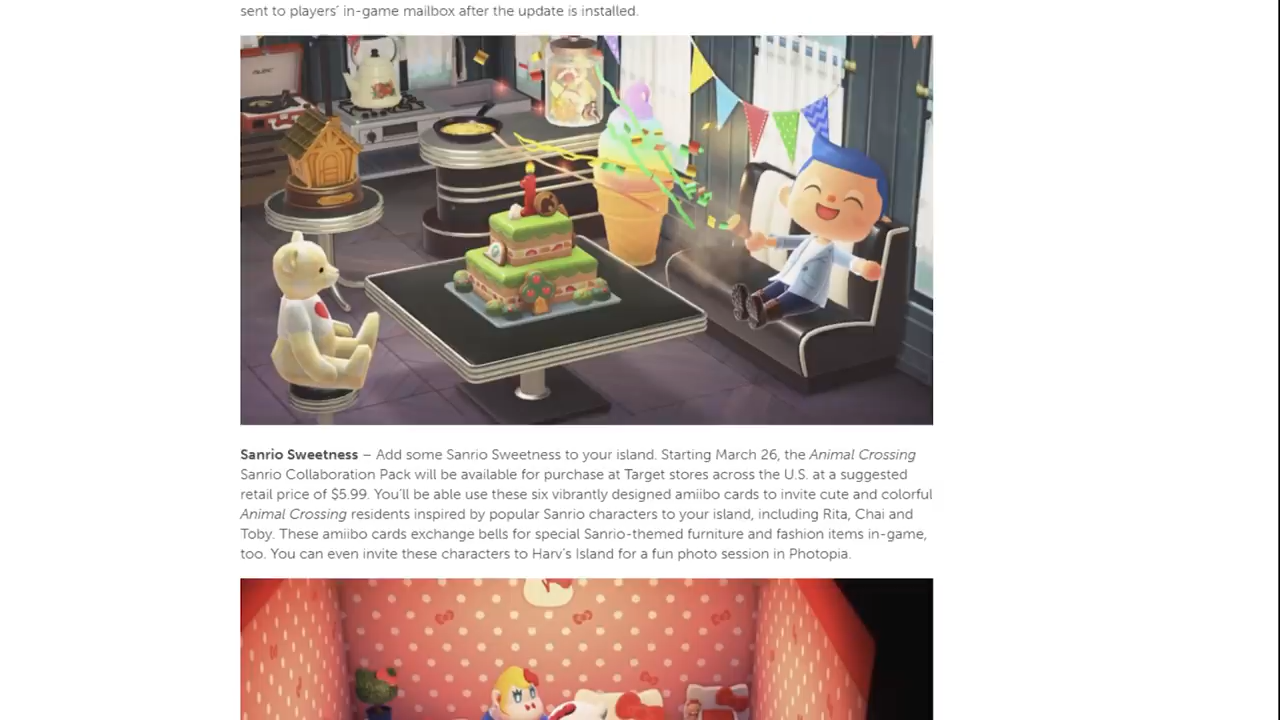 sent to players’ in-game mailbox after the update is installed.
Sanrio Sweetness – Add some Sanrio Sweetness to your island. Starting March 26, the Animal Crossing
Sanrio Collaboration Pack will be available for purchase at Target stores across the U.S. at a suggested
retail price of $5.99. You’ll be able use these six vibrantly designed amiibo cards to invite cute and colorful
Animal Crossing residents inspired by popular Sanrio characters to your island, including Rita, Chai and
Toby. These amiibo cards exchange bells for special Sanrio-themed furniture and fashion items in-game,
too. You can even invite these characters to Harv’s Island for a fun photo session in Photopia.